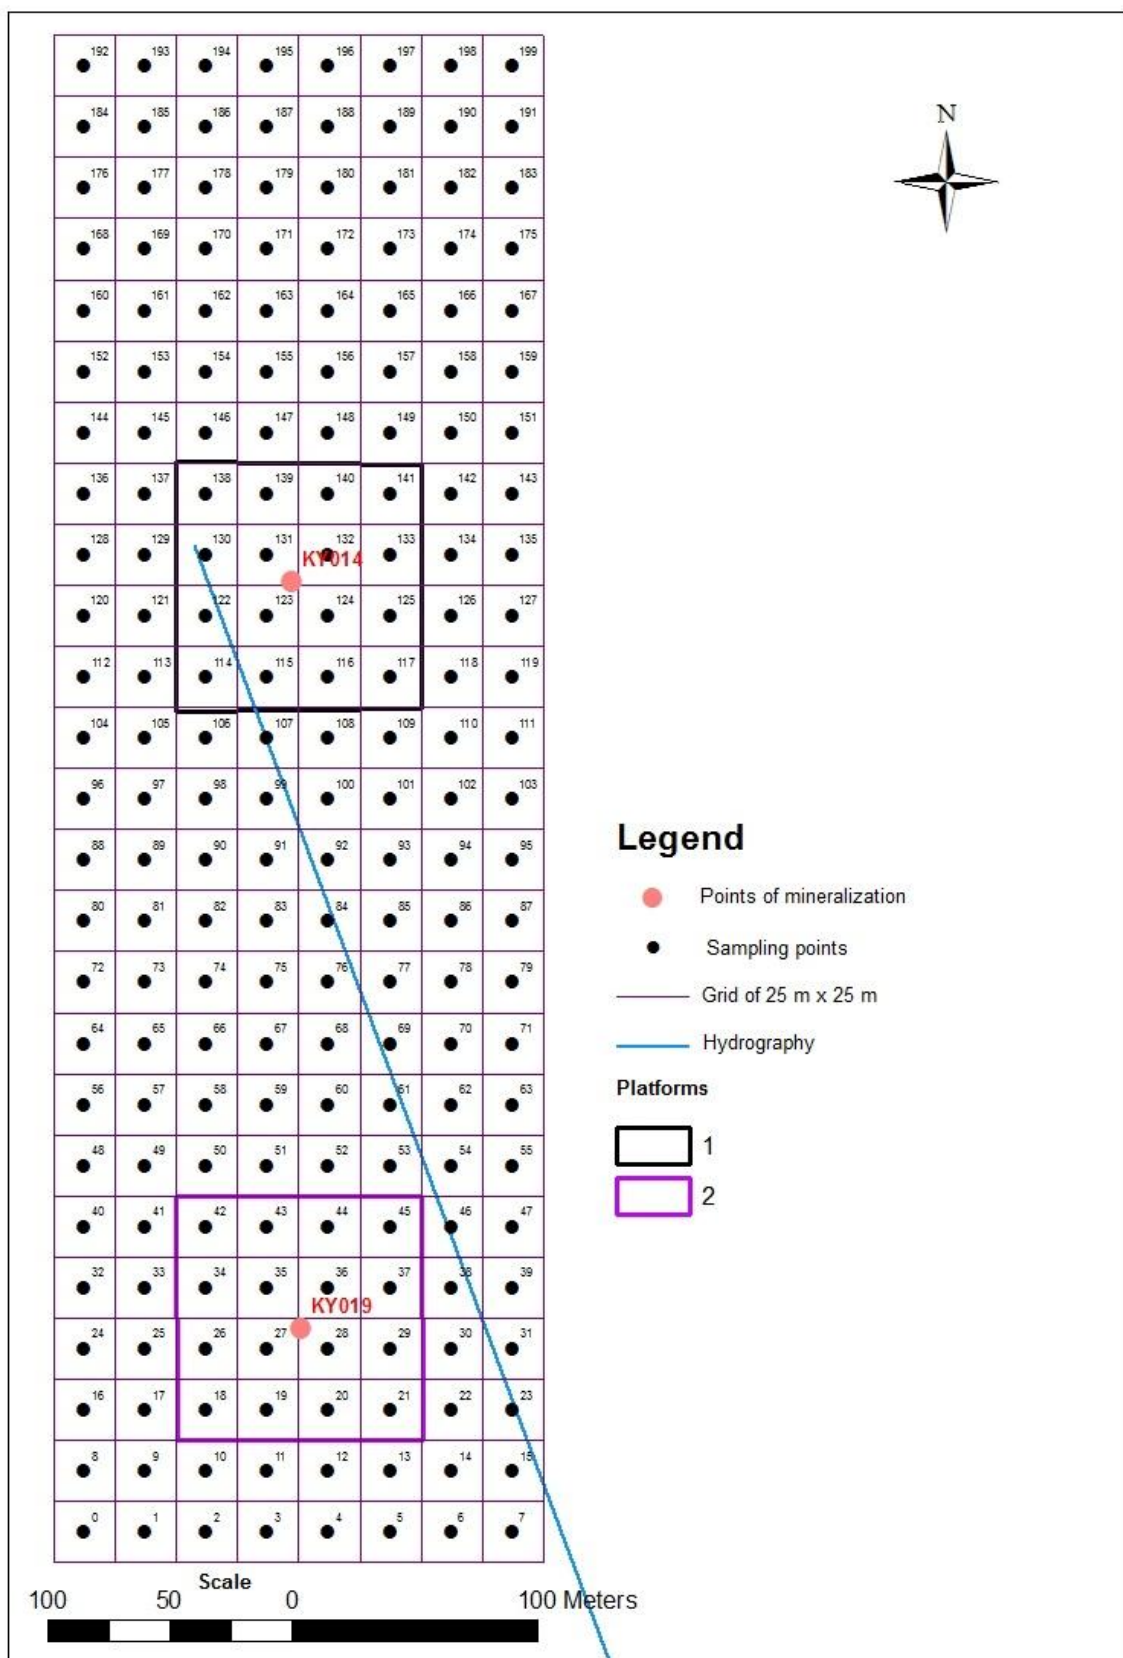 192 193 194 195 196 197 198 199
N
184 185 186 187 188 189 190 191
176 177 178 179 180 181 182 183
168 169 170 171 172 173 174 175
160 161 162 163 164 165 166 167
152 153 154 155 156 157 158 159
144 145 146 147 148 149 150 151
136 137 138 139 140 141 142 143
128 129 130 131 132 133 134 135
KY014
120 121 122 123 124 125 126 127
112 113 114 115 116 117 118 119
104 105 106 107 108 109 110 111
96 97 98 99 100 101 102 103
88 89 90 91 92 93 94 95
80 81 82 83 84 85 86 87
72 73 74 75 76 77 78 79
64 65 66 67 68 69 70 71
56 57 58 59 60 61 62 63
48 49 50 51 52 53 54 55
40 41 42 43 44 45 46 47
32 33 34 35 36 37 38 39
KY019
24 25 26 27 28 29 30 31
16 17 18 19 20 21 22 23
8 9 10 11 12 13 14 15
0 1 2 3 4 5 6 7
Scale
100 50 0 100 Meters
Legend
Points of mineralization
Sampling points
Grid of 25 m x 25 m
Hydrography
Platforms
1
2